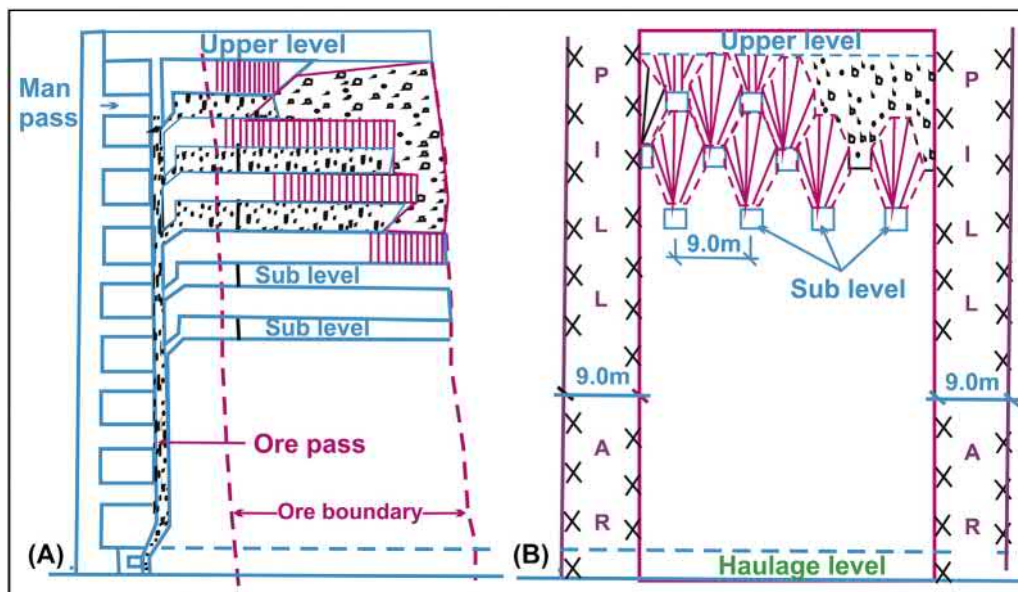 Upper level
Man
pass
Sub level
Sub level
Ore pass
Ore boundary
(A)
Upper level
P
I
L
L
A
R
9.0m
9.0m
Sub level
P
I
L
L
A
R
9.0m
Haulage level
(B)